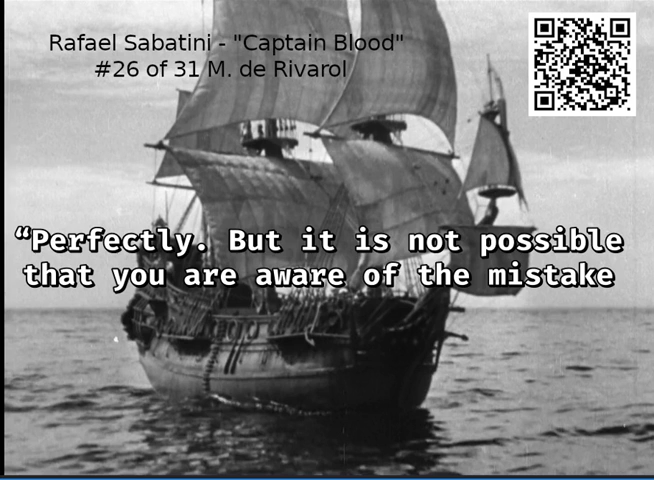 Rafael Sabatini - "Captain Blood"
#26 of 31 M. de Rivarol
“Perfectly. But it is not possible
that you are aware of the mistake